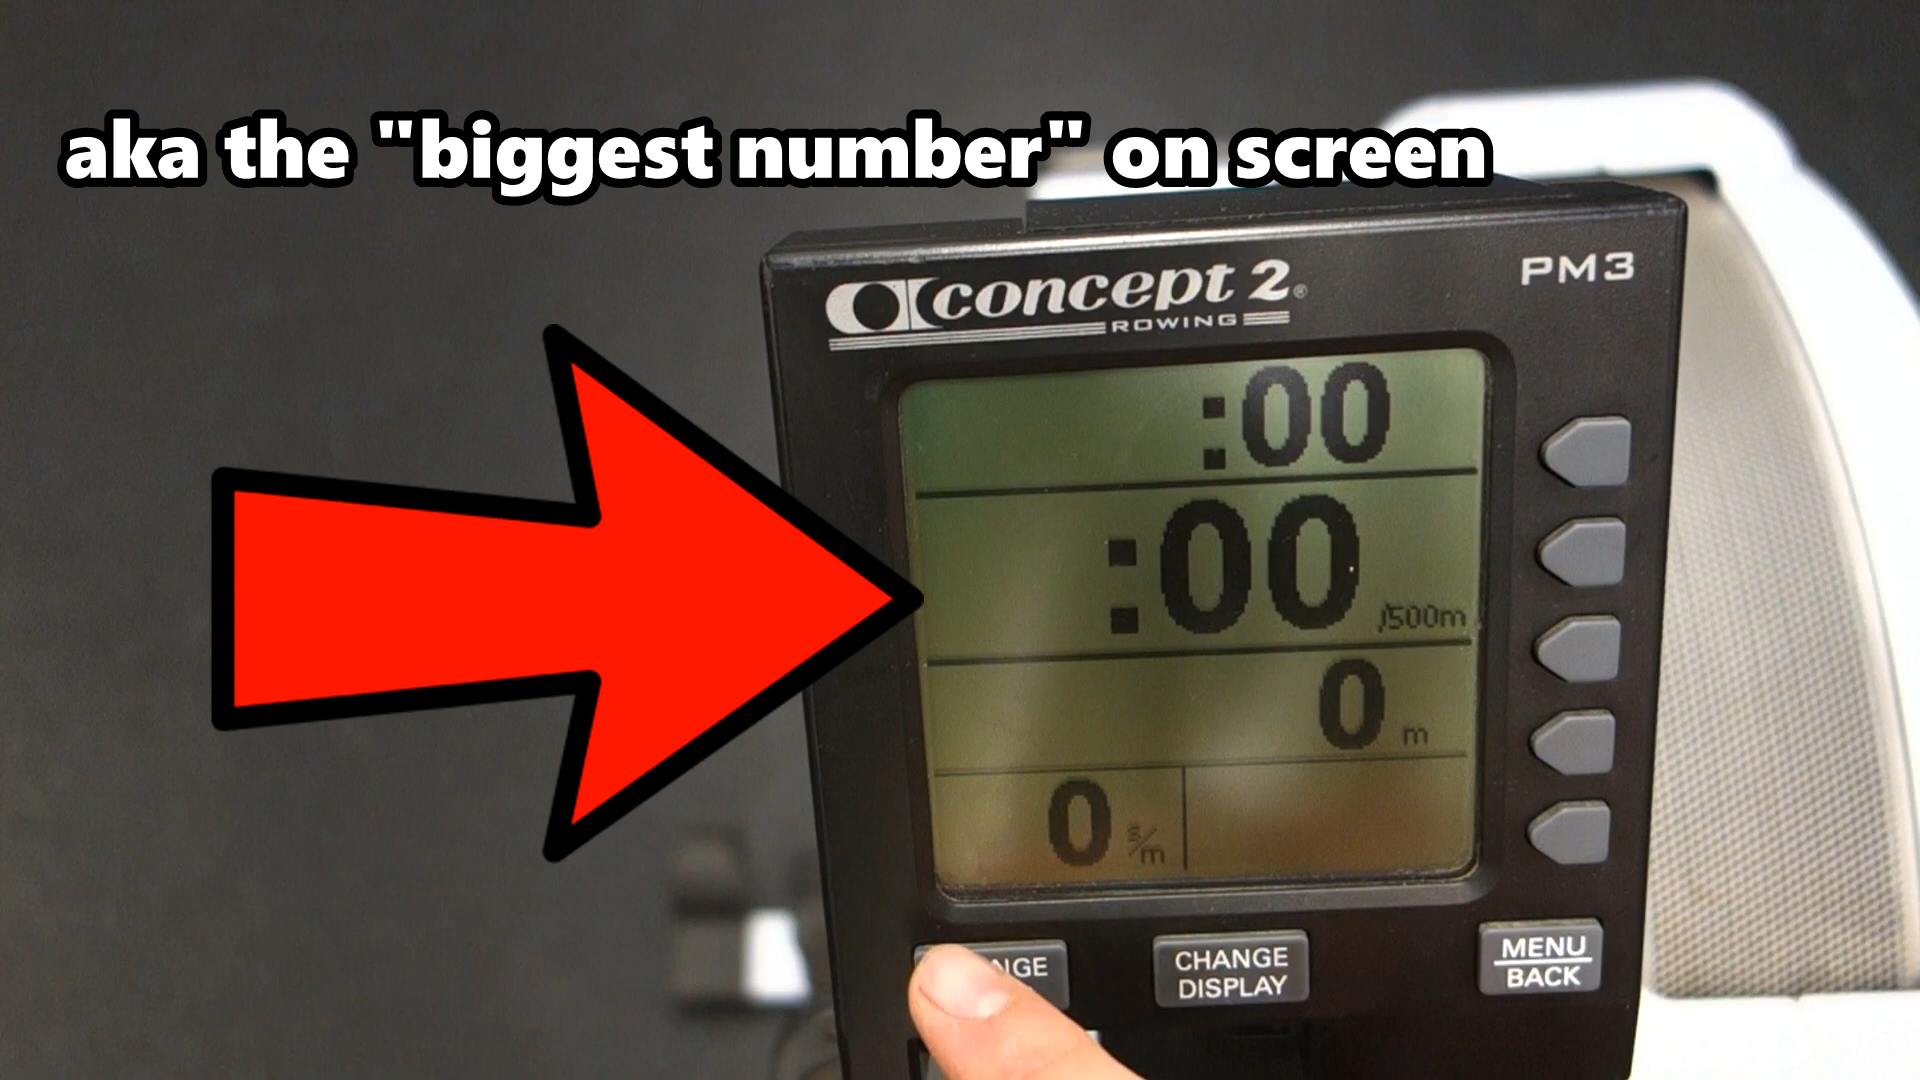 aka the "biggest number" on screen
concept 2®
ROWING
PM3
:00
:00 /500m
0 m
0 s/m
NGE
CHANGE
DISPLAY
MENU
BACK